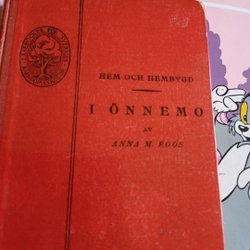 HEM OCH HEMBYGD
I ÖNNEMO
AV
ANNA M. ROOS